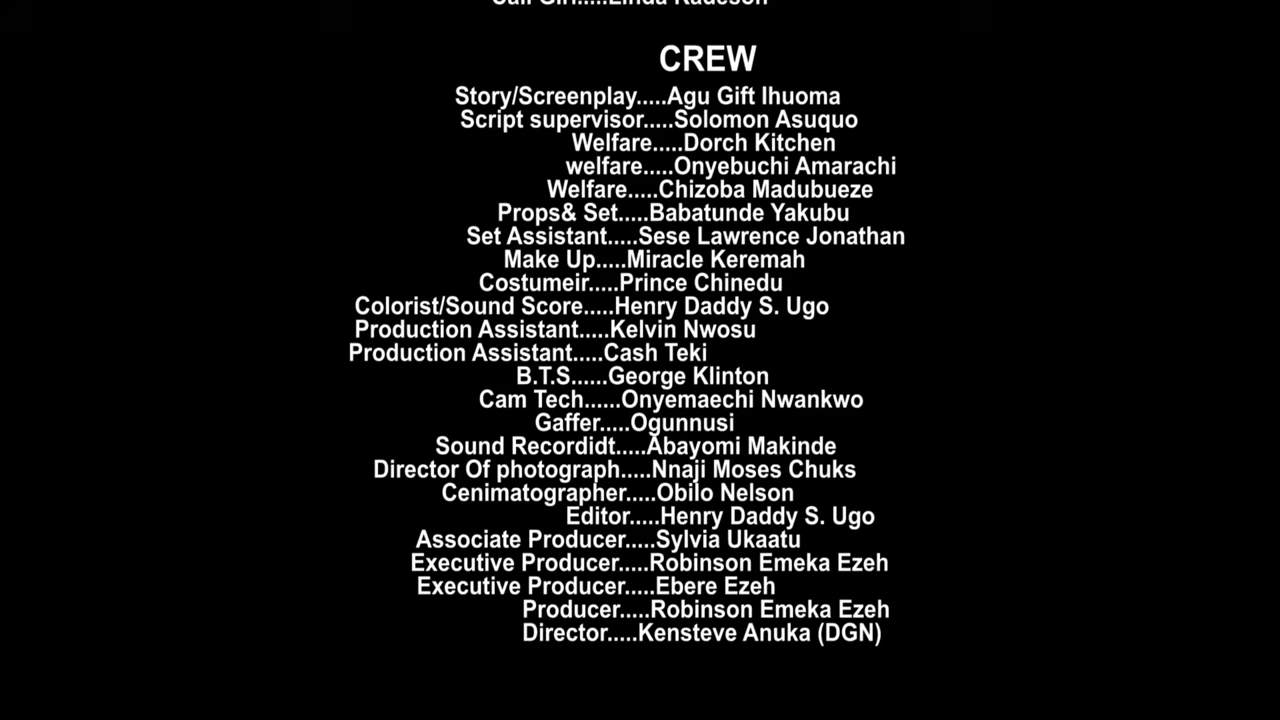 Call Girl.....Linda Kadeson
CREW
Story/Screenplay.....Agu Gift Ihuoma
Script supervisor.....Solomon Asuquo
Welfare.....Dorch Kitchen
welfare.....Onyebuchi Amarachi
Welfare.....Chizoba Madubueze
Props& Set.....Babatunde Yakubu
Set Assistant.....Sese Lawrence Jonathan
Make Up.....Miracle Keremah
Costumeir.....Prince Chinedu
Colorist/Sound Score.....Henry Daddy S. Ugo
Production Assistant.....Kelvin Nwosu
Production Assistant.....Cash Teki
B.T.S......George Klinton
Cam Tech......Onyemaechi Nwankwo
Gaffer.....Ogunnusi
Sound Recordidt.....Abayomi Makinde
Director Of photograph.....Nnaji Moses Chuks
Cenimatographer.....Obilo Nelson
Editor.....Henry Daddy S. Ugo
Associate Producer.....Sylvia Ukaatu
Executive Producer.....Robinson Emeka Ezeh
Executive Producer.....Ebere Ezeh
Producer.....Robinson Emeka Ezeh
Director.....Kensteve Anuka (DGN)